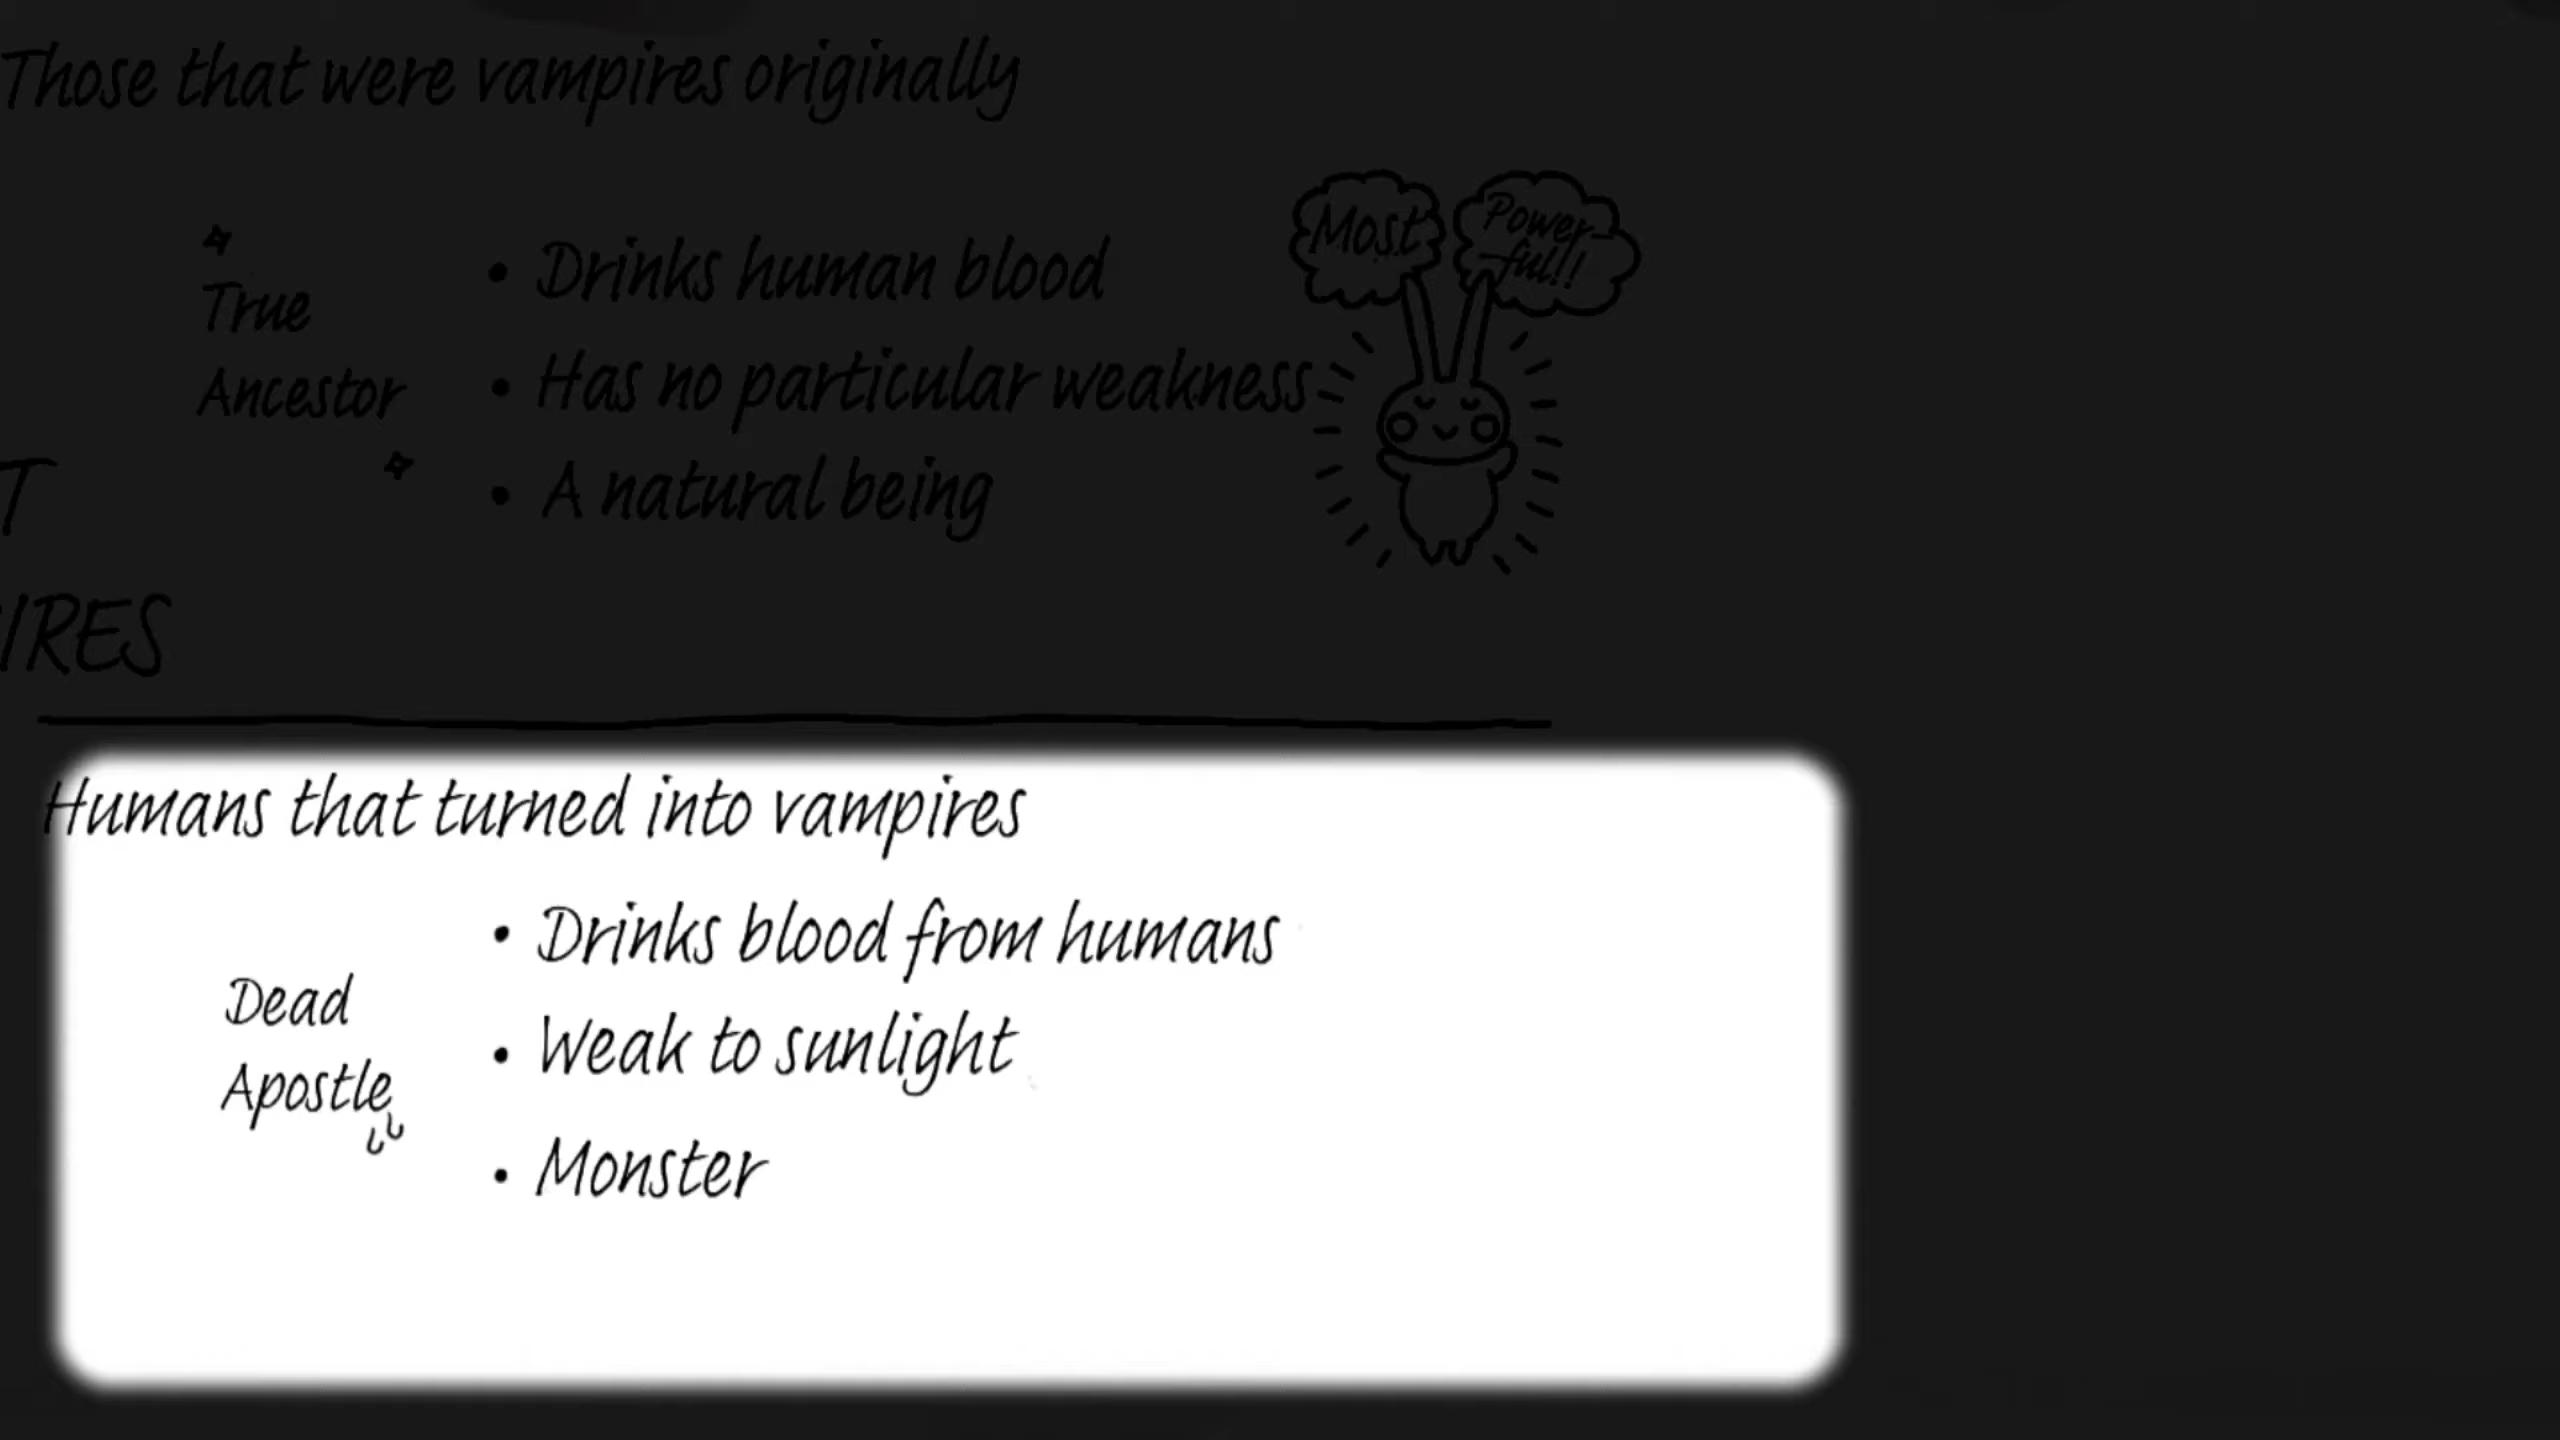 Those that were vampires originally
Most
Power-
ful!!
True
Ancestor
• Drinks human blood
• Has no particular weakness
• A natural being
T
IRES
Humans that turned into vampires
Dead
Apostle
• Drinks blood from humans
• Weak to sunlight
• Monster